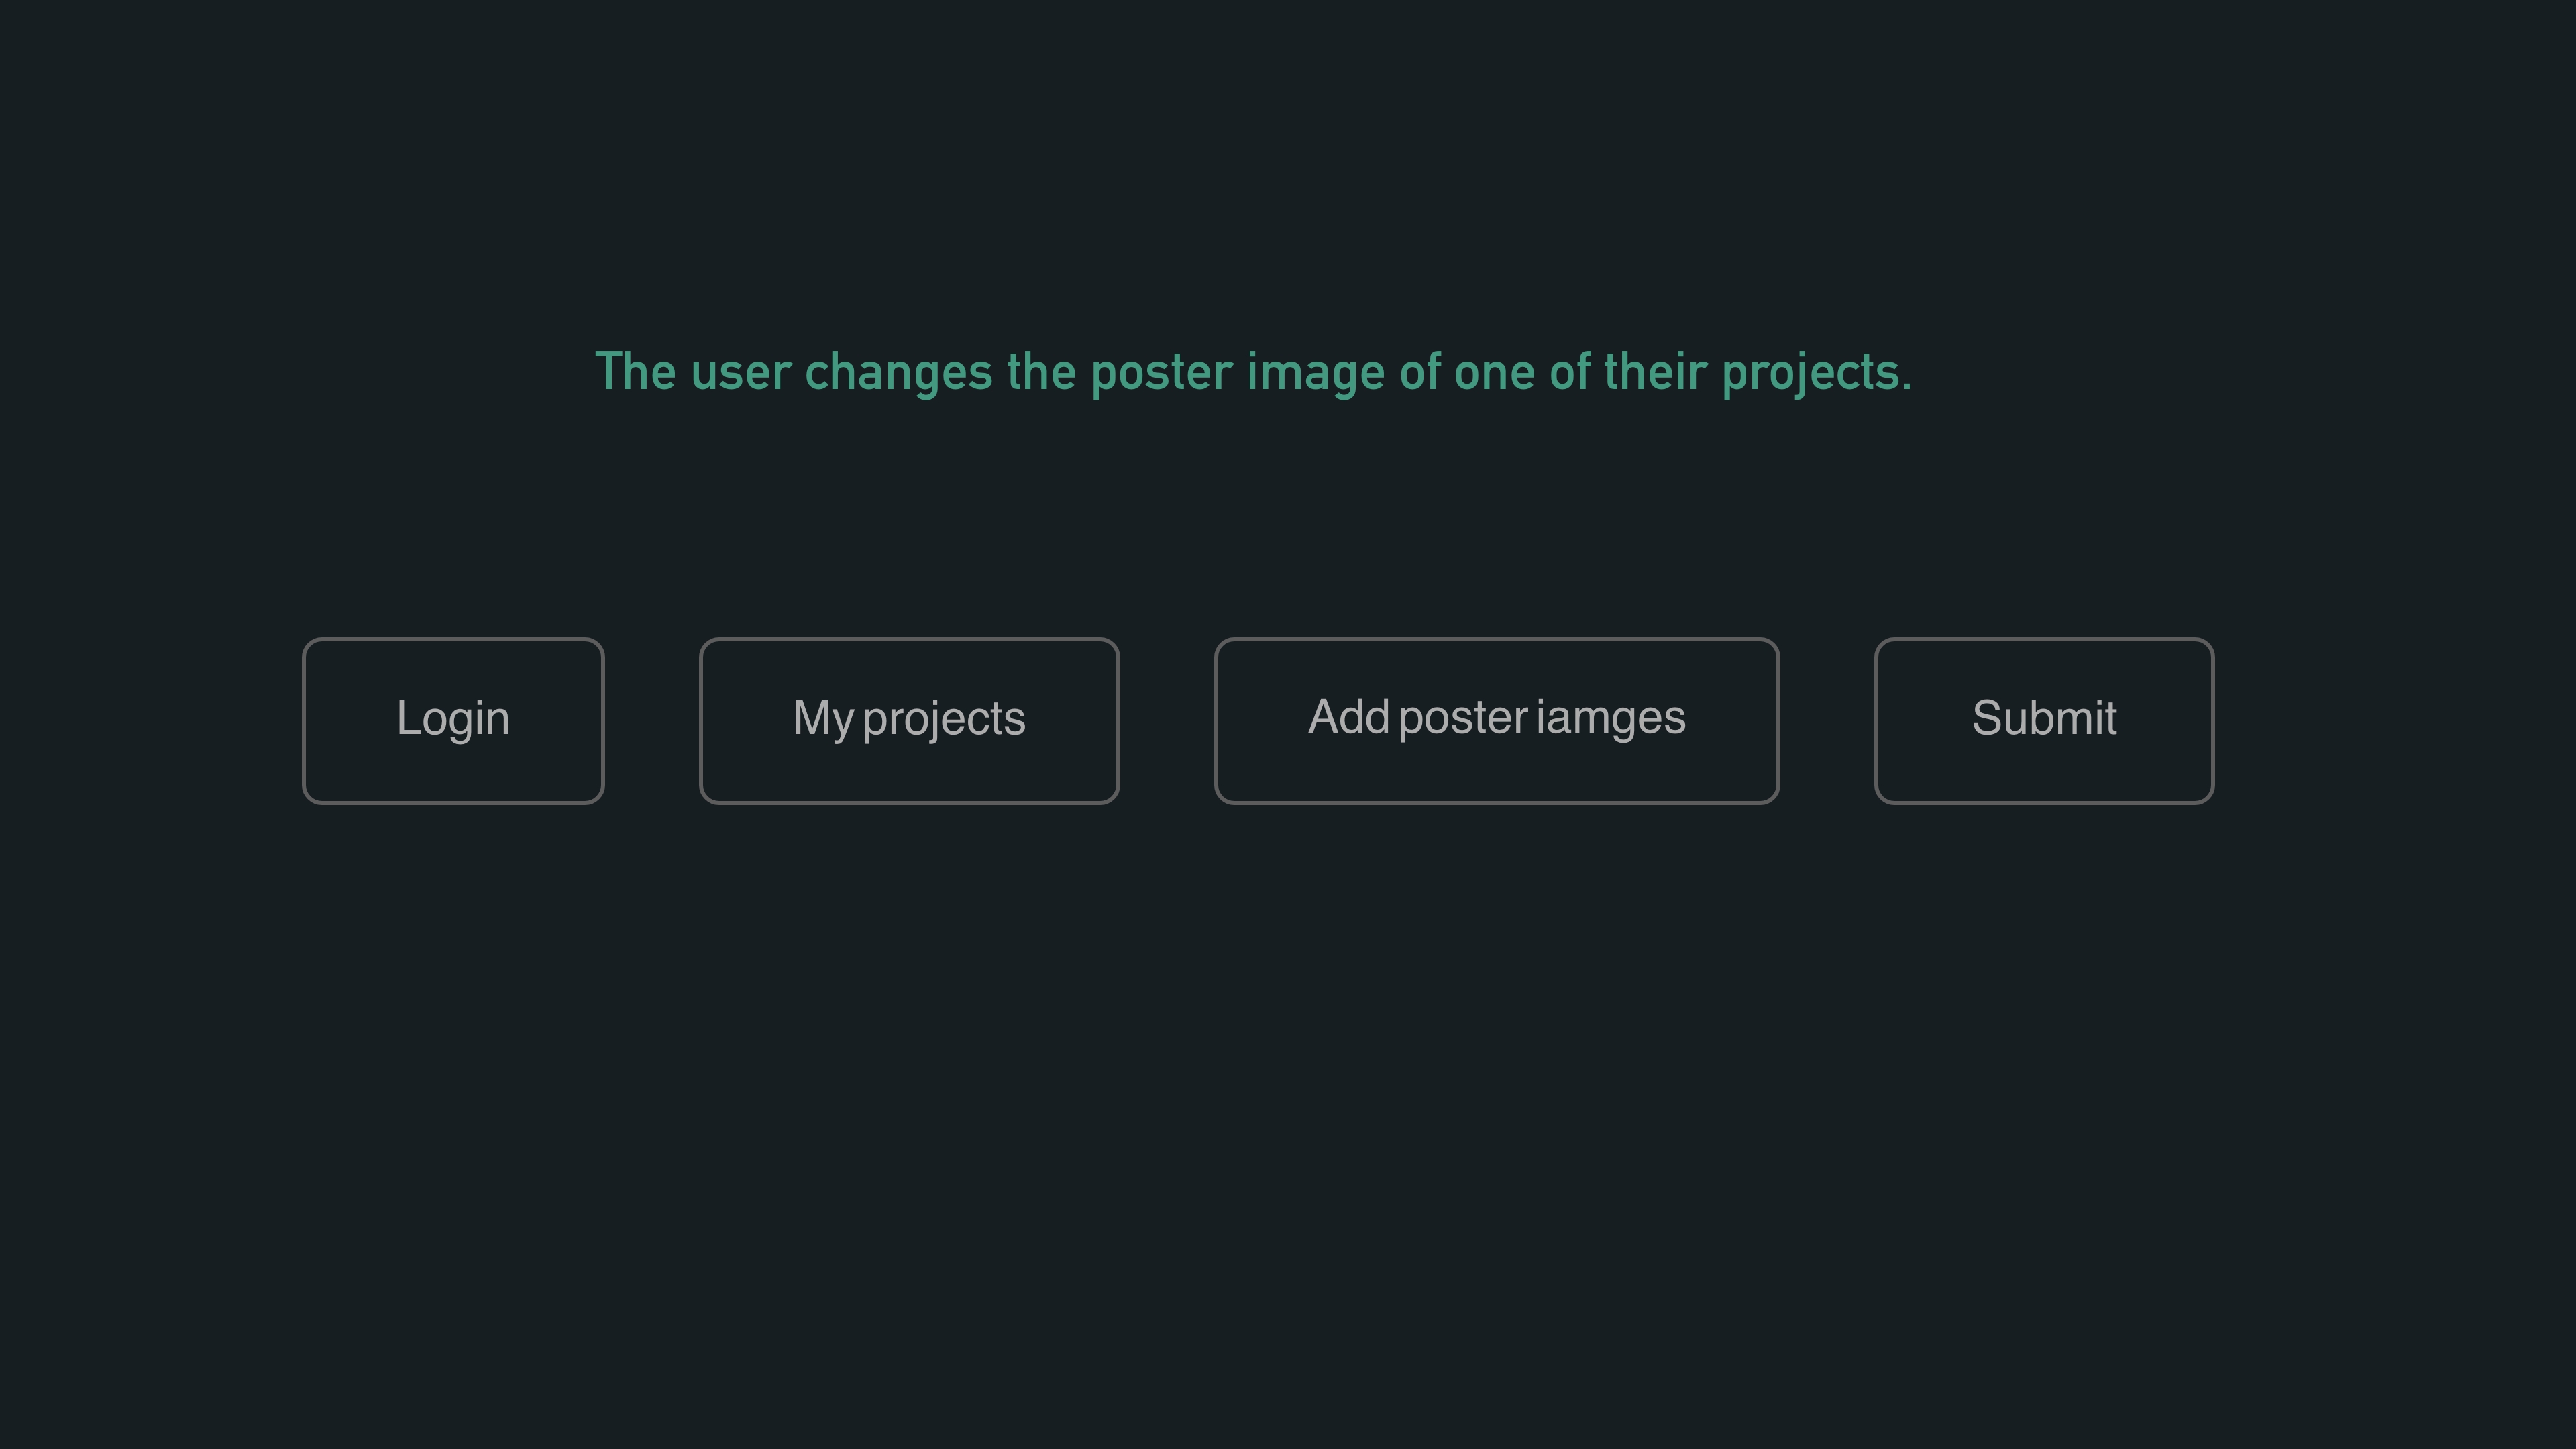 The user changes the poster image of one of their projects.
Login
My projects
Add poster iamges
Submit